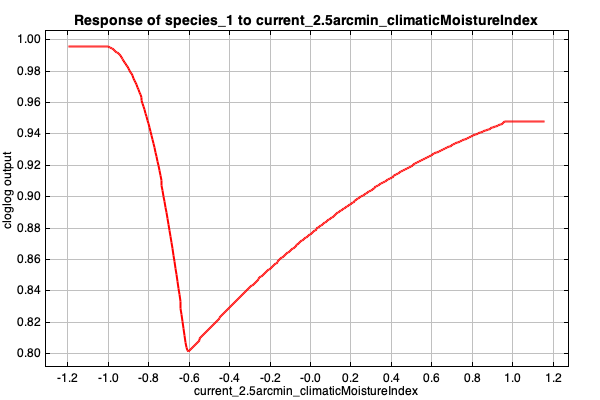 Response of species_1 to current_2.5arcmin_climaticMoistureIndex
1.00
0.98
0.96
0.94
0.92
0.90
0.88
0.86
0.84
0.82
0.80
cloglog output
-1.2 -1.0 -0.8 -0.6 -0.4 -0.2 -0.0 0.2 0.4 0.6 0.8 1.0 1.2
current_2.5arcmin_climaticMoistureIndex